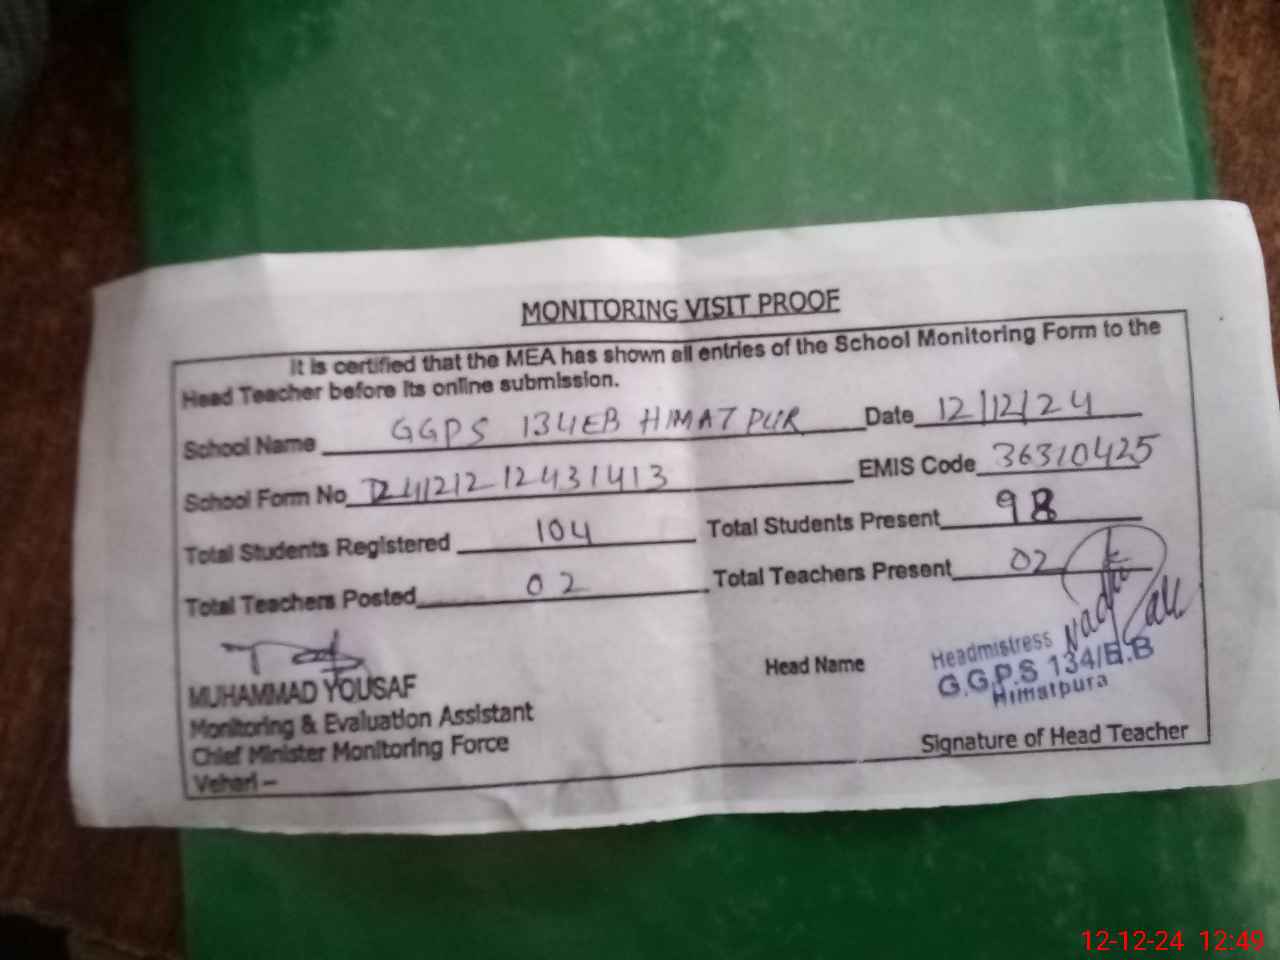 MONITORING VISIT PROOF
It is certified that the MEA has shown all entries of the School Monitoring Form to the
Head Teacher before its online submission.
School Name GGPS 134EB HIMAT PUR Date 12/12/24
School Form No D241212-12431413 EMIS Code 36310425
Total Students Registered 104 Total Students Present 98
Total Teachers Posted 02 Total Teachers Present 02
MUHAMMAD YOUSAF
Monitoring & Evaluation Assistant
Chief Minister Monitoring Force
Vehari –
Head Name
Headmistress
G.G.P.S 134/E.B
Himatpura
Signature of Head Teacher
12-12-24 12:49